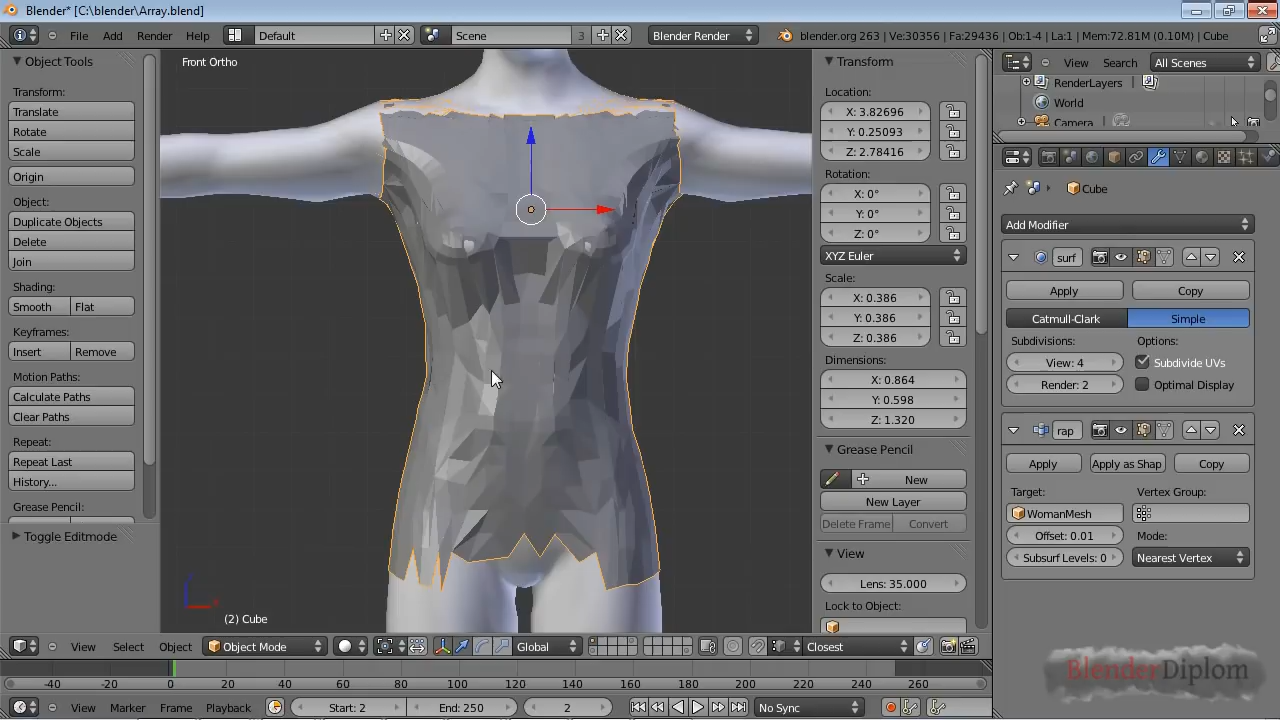 Blender* [C:\blender\Array.blend]
File Add Render Help Default Scene 3 Blender Render blender.org 263 | Ve:30356 | Fa:29436 | Ob:1-4 | La:1 | Mem:72.81M (0.10M) | Cube
Object Tools
Transform:
Translate
Rotate
Scale
Origin
Object:
Duplicate Objects
Delete
Join
Shading:
Smooth Flat
Keyframes:
Insert Remove
Motion Paths:
Calculate Paths
Clear Paths
Repeat:
Repeat Last
History...
Grease Pencil:
Toggle Editmode
Front Ortho
(2) Cube
Transform
Location:
X: 3.82696
Y: 0.25093
Z: 2.78416
Rotation:
X: 0°
Y: 0°
Z: 0°
XYZ Euler
Scale:
X: 0.386
Y: 0.386
Z: 0.386
Dimensions:
X: 0.864
Y: 0.598
Z: 1.320
Grease Pencil
New
New Layer
Delete Frame Convert
View
Lens: 35.000
Lock to Object:
View Search All Scenes
RenderLayers
World
Camera
Cube
Add Modifier
surf
Apply Copy
Catmull-Clark Simple
Subdivisions: Options:
View: 4 Subdivide UVs
Render: 2 Optimal Display
rap
Apply Apply as Shap Copy
Target: Vertex Group:
WomanMesh
Offset: 0.01 Mode:
Subsurf Levels: 0 Nearest Vertex
View Select Object Object Mode Global Closest
-40 -20 0 20 40 60 80 100 120 140 160 180 200 220 240 260
View Marker Frame Playback Start: 2 End: 250 2 No Sync
BlenderDiplom